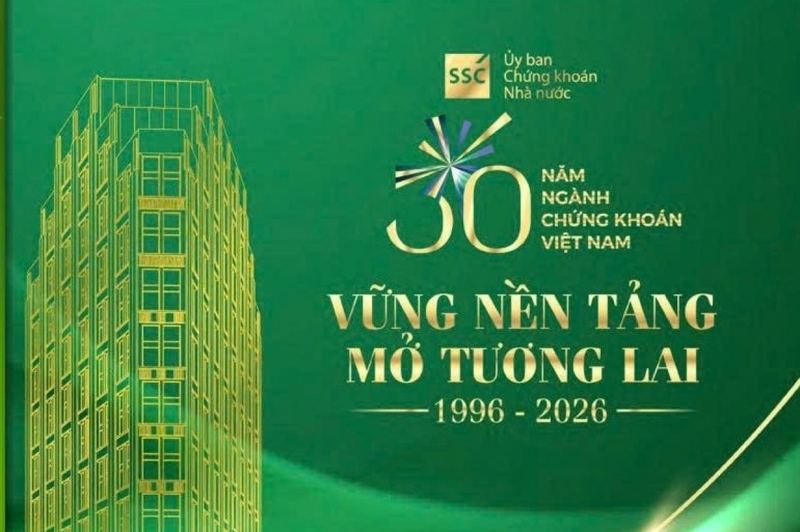 SSC
Ủy ban
Chứng khoán
Nhà nước
30
NĂM
NGÀNH
CHỨNG KHOÁN
VIỆT NAM
VỮNG NỀN TẢNG
MỞ TƯƠNG LAI
1996 - 2026